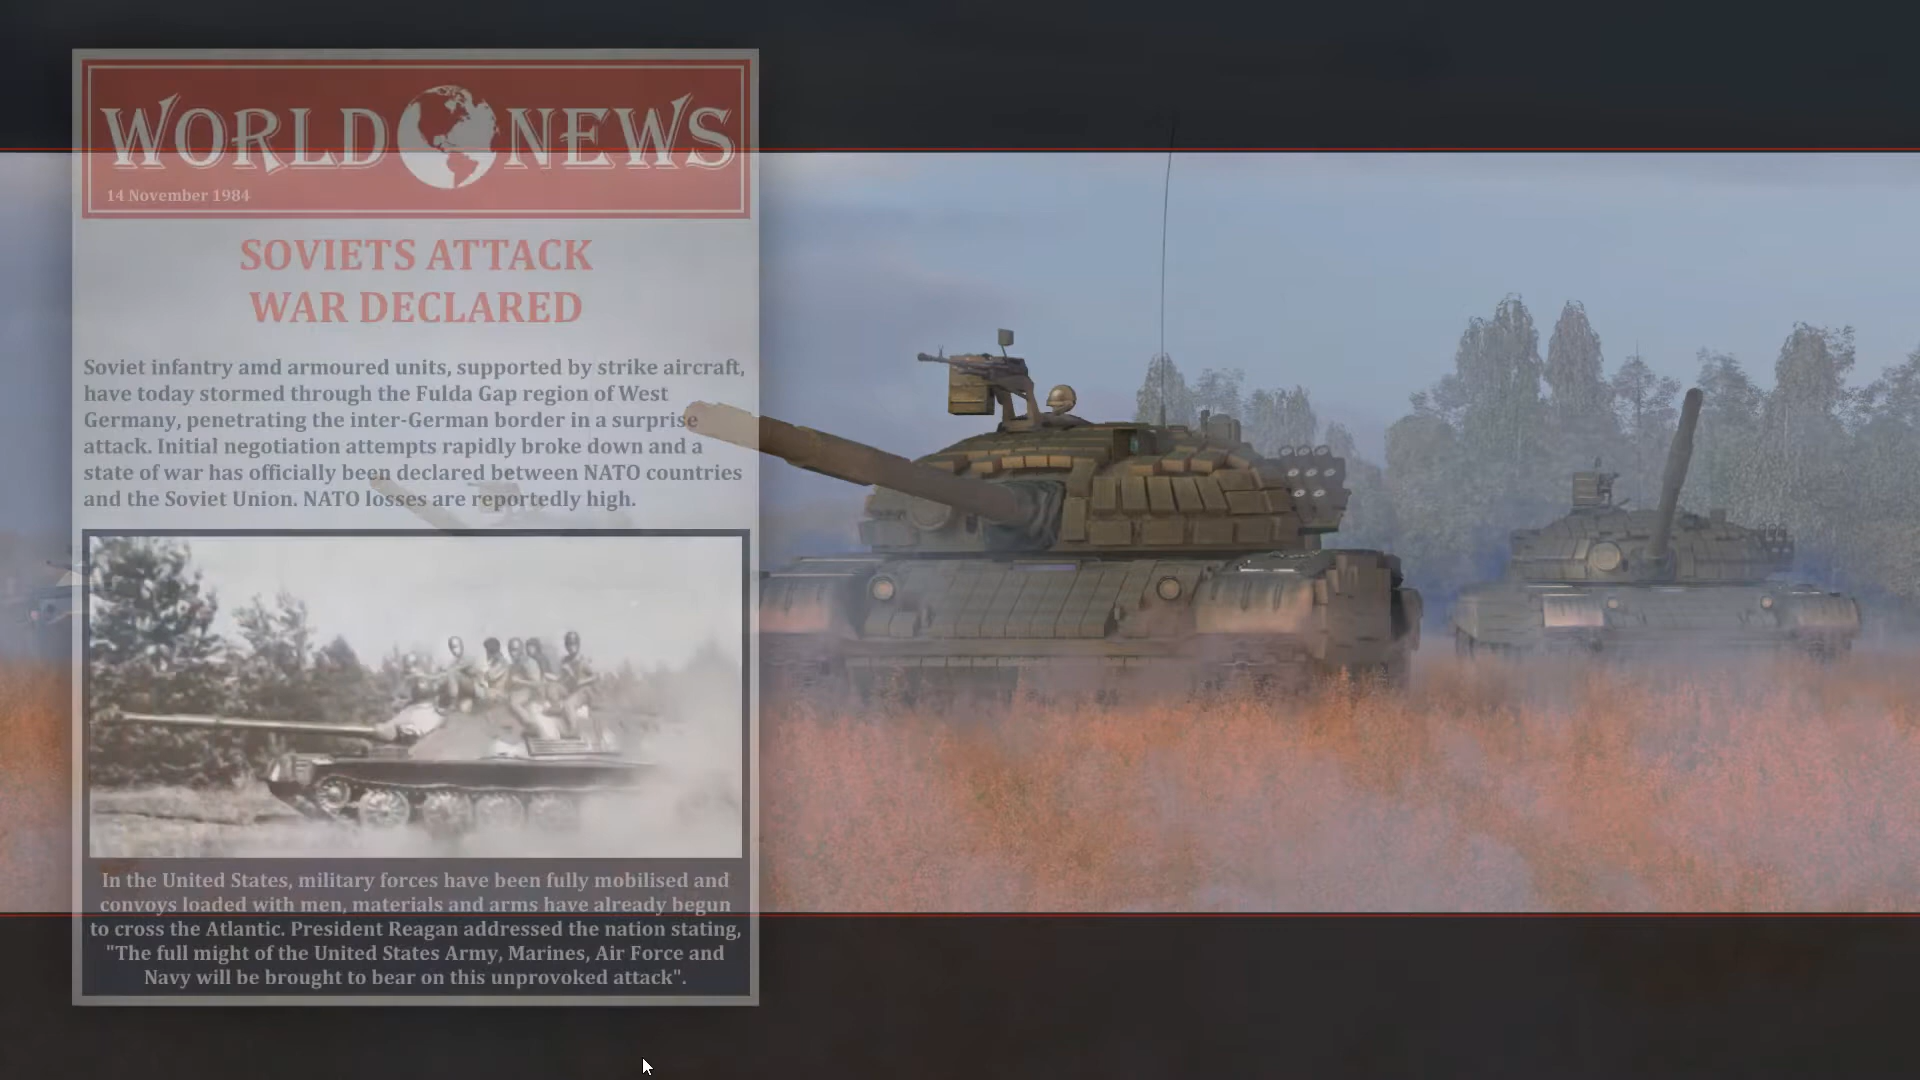 WORLD NEWS
14 November 1984
SOVIETS ATTACK
WAR DECLARED
Soviet infantry amd armoured units, supported by strike aircraft,
have today stormed through the Fulda Gap region of West
Germany, penetrating the inter-German border in a surprise
attack. Initial negotiation attempts rapidly broke down and a
state of war has officially been declared between NATO countries
and the Soviet Union. NATO losses are reportedly high.
In the United States, military forces have been fully mobilised and
convoys loaded with men, materials and arms have already begun
to cross the Atlantic. President Reagan addressed the nation stating,
"The full might of the United States Army, Marines, Air Force and
Navy will be brought to bear on this unprovoked attack".